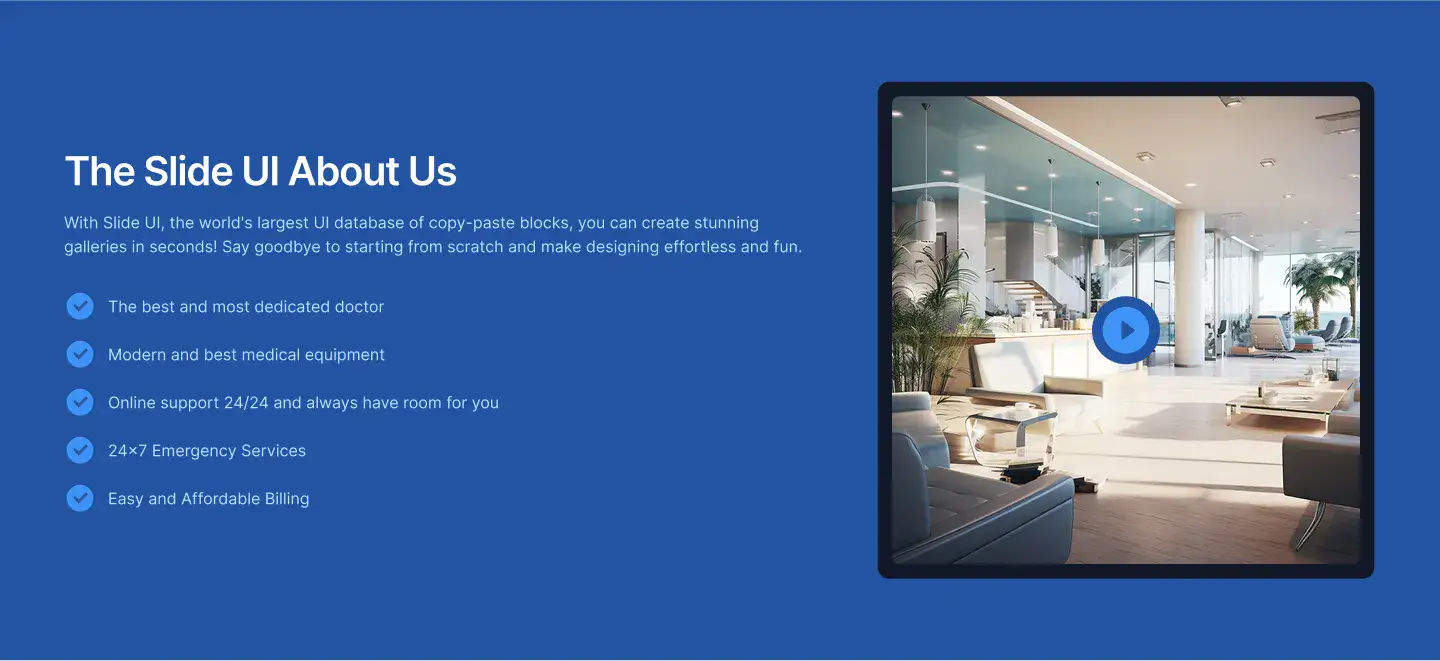 The Slide UI About Us
With Slide UI, the world's largest UI database of copy-paste blocks, you can create stunning
galleries in seconds! Say goodbye to starting from scratch and make designing effortless and fun.
The best and most dedicated doctor
Modern and best medical equipment
Online support 24/24 and always have room for you
24×7 Emergency Services
Easy and Affordable Billing